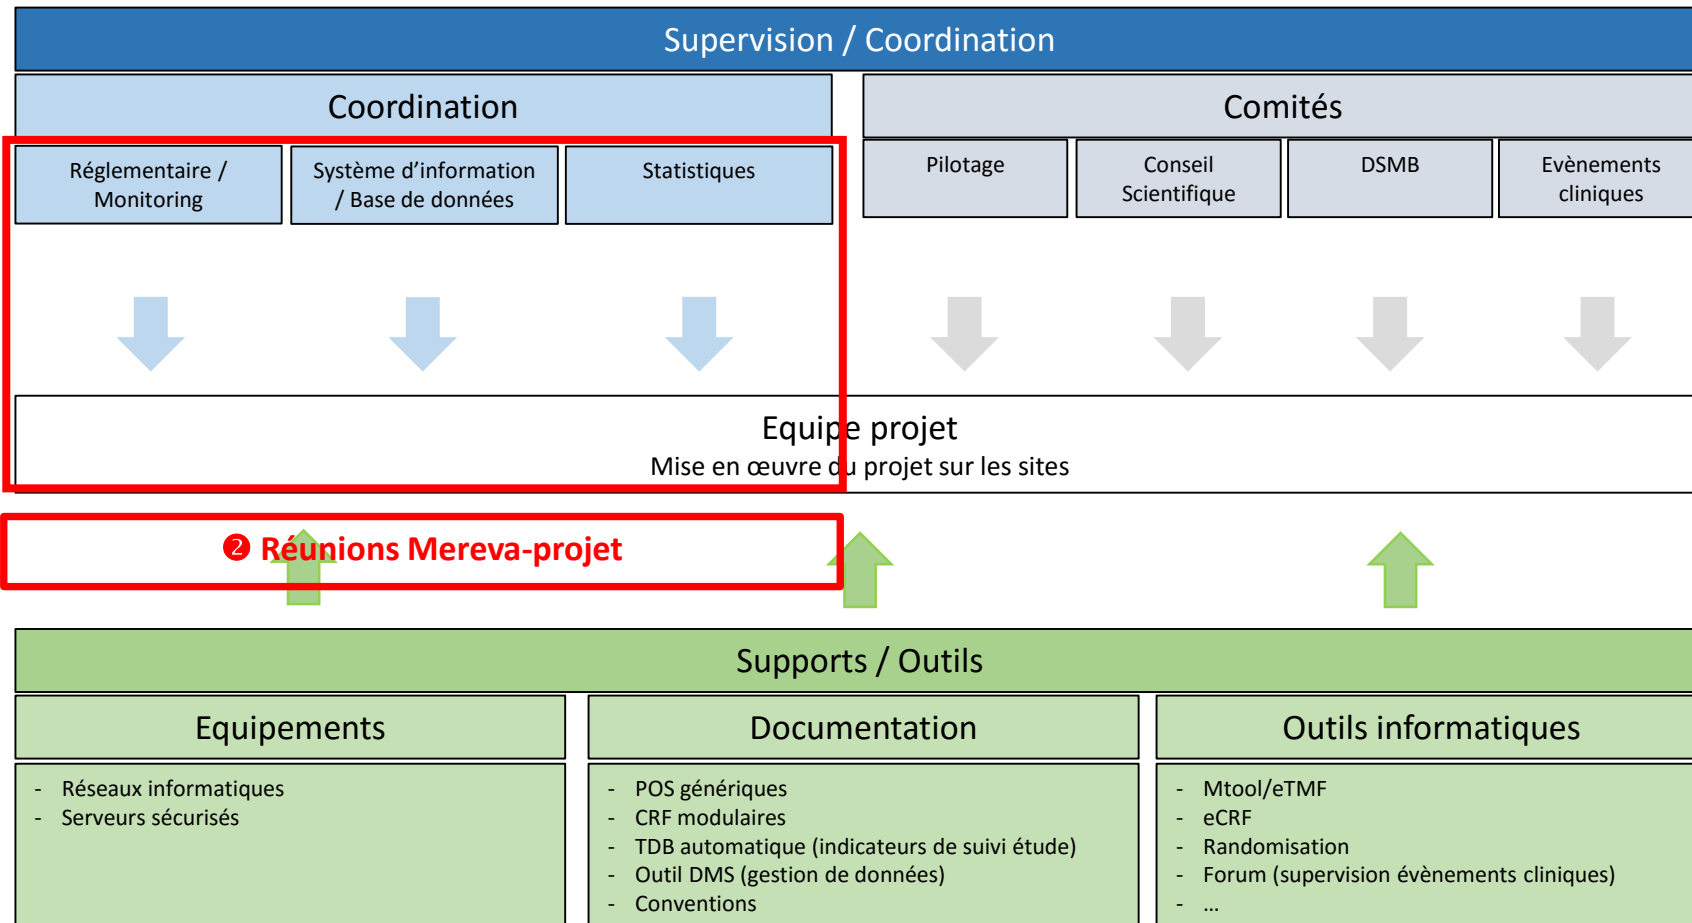 Supervision / Coordination
Coordination
Comités
Réglementaire /
Monitoring
Système d'information
/ Base de données
Statistiques
Pilotage
Conseil
Scientifique
DSMB
Evènements
cliniques
Equipe projet
Mise en œuvre du projet sur les sites
❷ Réunions Mereva-projet
Supports / Outils
Equipements
- Réseaux informatiques
- Serveurs sécurisés
Documentation
- POS génériques
- CRF modulaires
- TDB automatique (indicateurs de suivi étude)
- Outil DMS (gestion de données)
- Conventions
Outils informatiques
- Mtool/eTMF
- eCRF
- Randomisation
- Forum (supervision évènements cliniques)
- ...